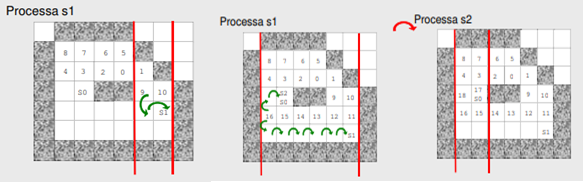 Processa s1
8 7 6 5
4 3 2 0 1
S0 9 10
S1
Processa s1
8 7 6 5
4 3 2 0 1
S2
S0 9 10
16 15 14 13 12 11
S1
Processa s2
8 7 6 5
4 3 2 0 1
18 17 9 10
S0
16 15 14 13 12 11
S1